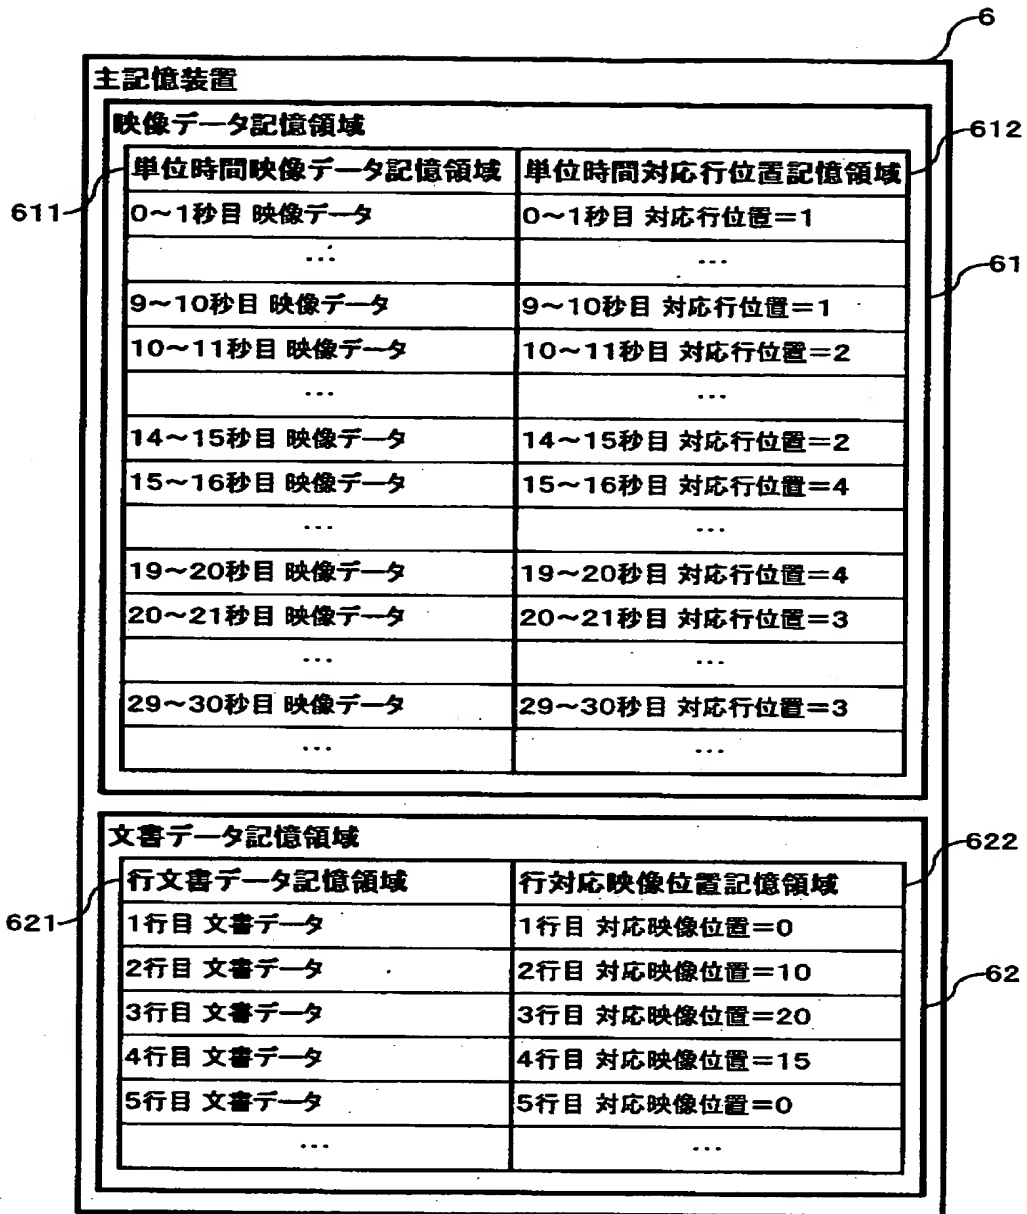 6
主記憶装置
映像データ記憶領域
612
単位時間映像データ記憶領域 単位時間対応行位置記憶領域
611
0～1秒目 映像データ 0～1秒目 対応行位置=1
… …
61
9～10秒目 映像データ 9～10秒目 対応行位置=1
10～11秒目 映像データ 10～11秒目 対応行位置=2
… …
14～15秒目 映像データ 14～15秒目 対応行位置=2
15～16秒目 映像データ 15～16秒目 対応行位置=4
… …
19～20秒目 映像データ 19～20秒目 対応行位置=4
20～21秒目 映像データ 20～21秒目 対応行位置=3
… …
29～30秒目 映像データ 29～30秒目 対応行位置=3
… …
文書データ記憶領域
622
行文書データ記憶領域 行対応映像位置記憶領域
621
1行目 文書データ 1行目 対応映像位置=0
2行目 文書データ 2行目 対応映像位置=10
62
3行目 文書データ 3行目 対応映像位置=20
4行目 文書データ 4行目 対応映像位置=15
5行目 文書データ 5行目 対応映像位置=0
… …